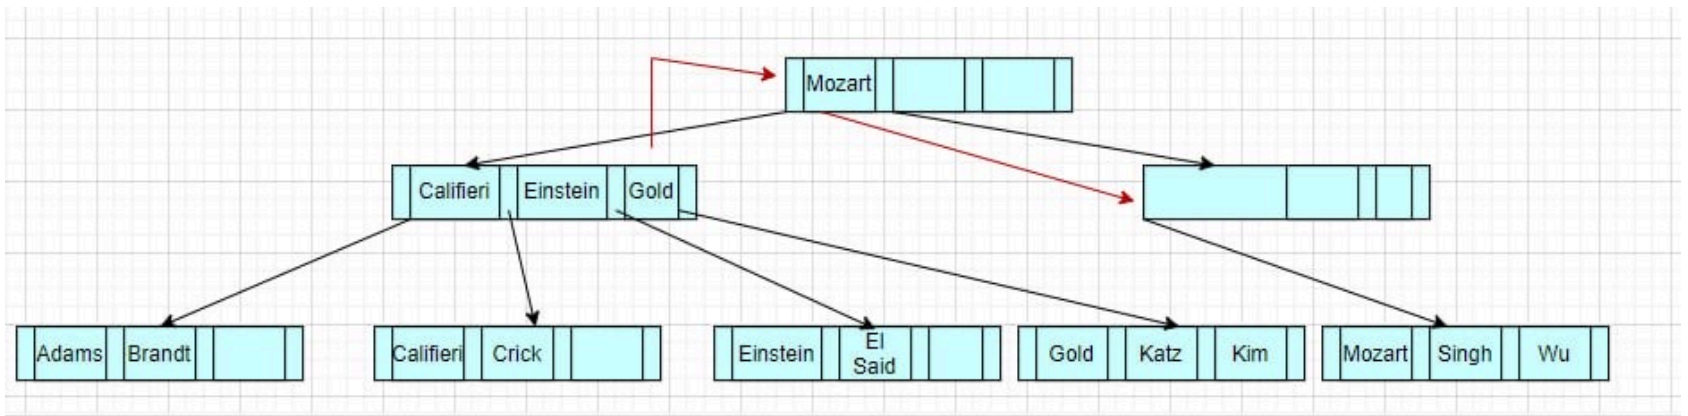 Mozart
Califieri Einstein Gold
Adams Brandt Califieri Crick Einstein El Said Gold Katz Kim Mozart Singh Wu